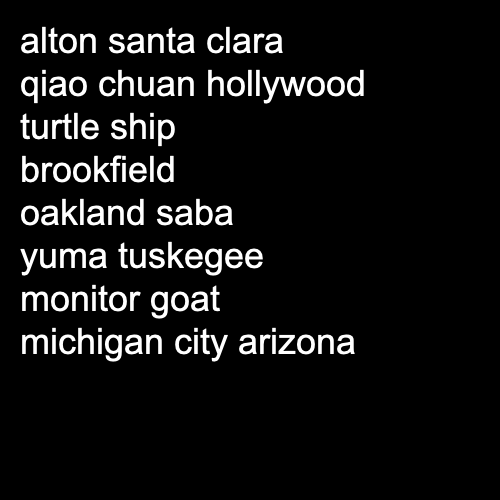 alton santa clara
qiao chuan hollywood
turtle ship
brookfield
oakland saba
yuma tuskegee
monitor goat
michigan city arizona